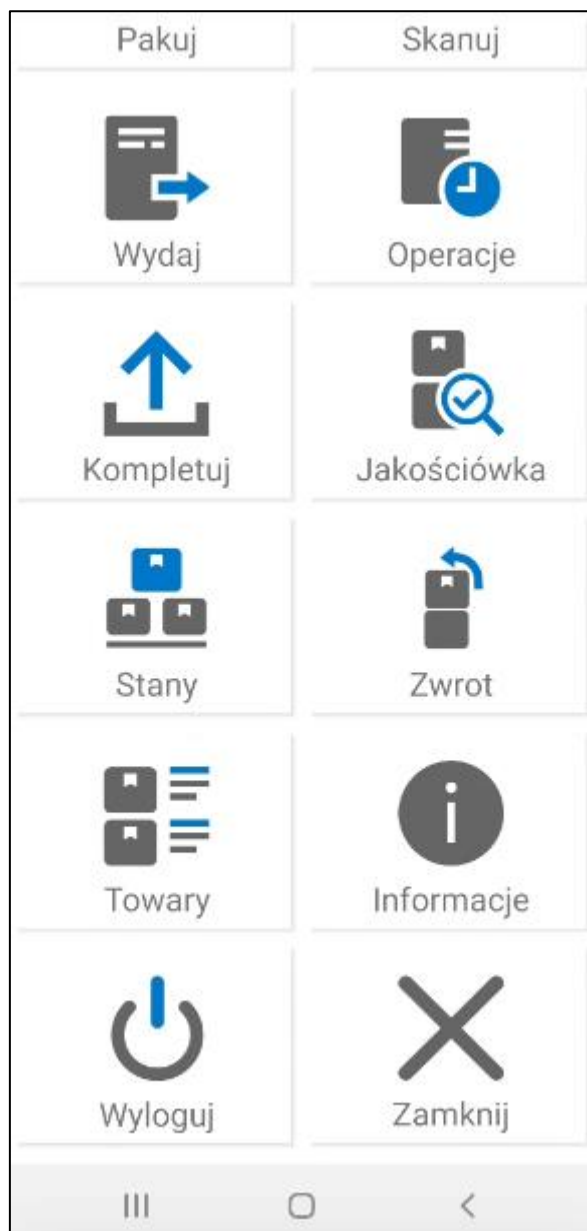 Pakuj Skanuj
Wydaj Operacje
Kompletuj Jakościówka
Stany Zwrot
Towary Informacje
Wyloguj Zamknij